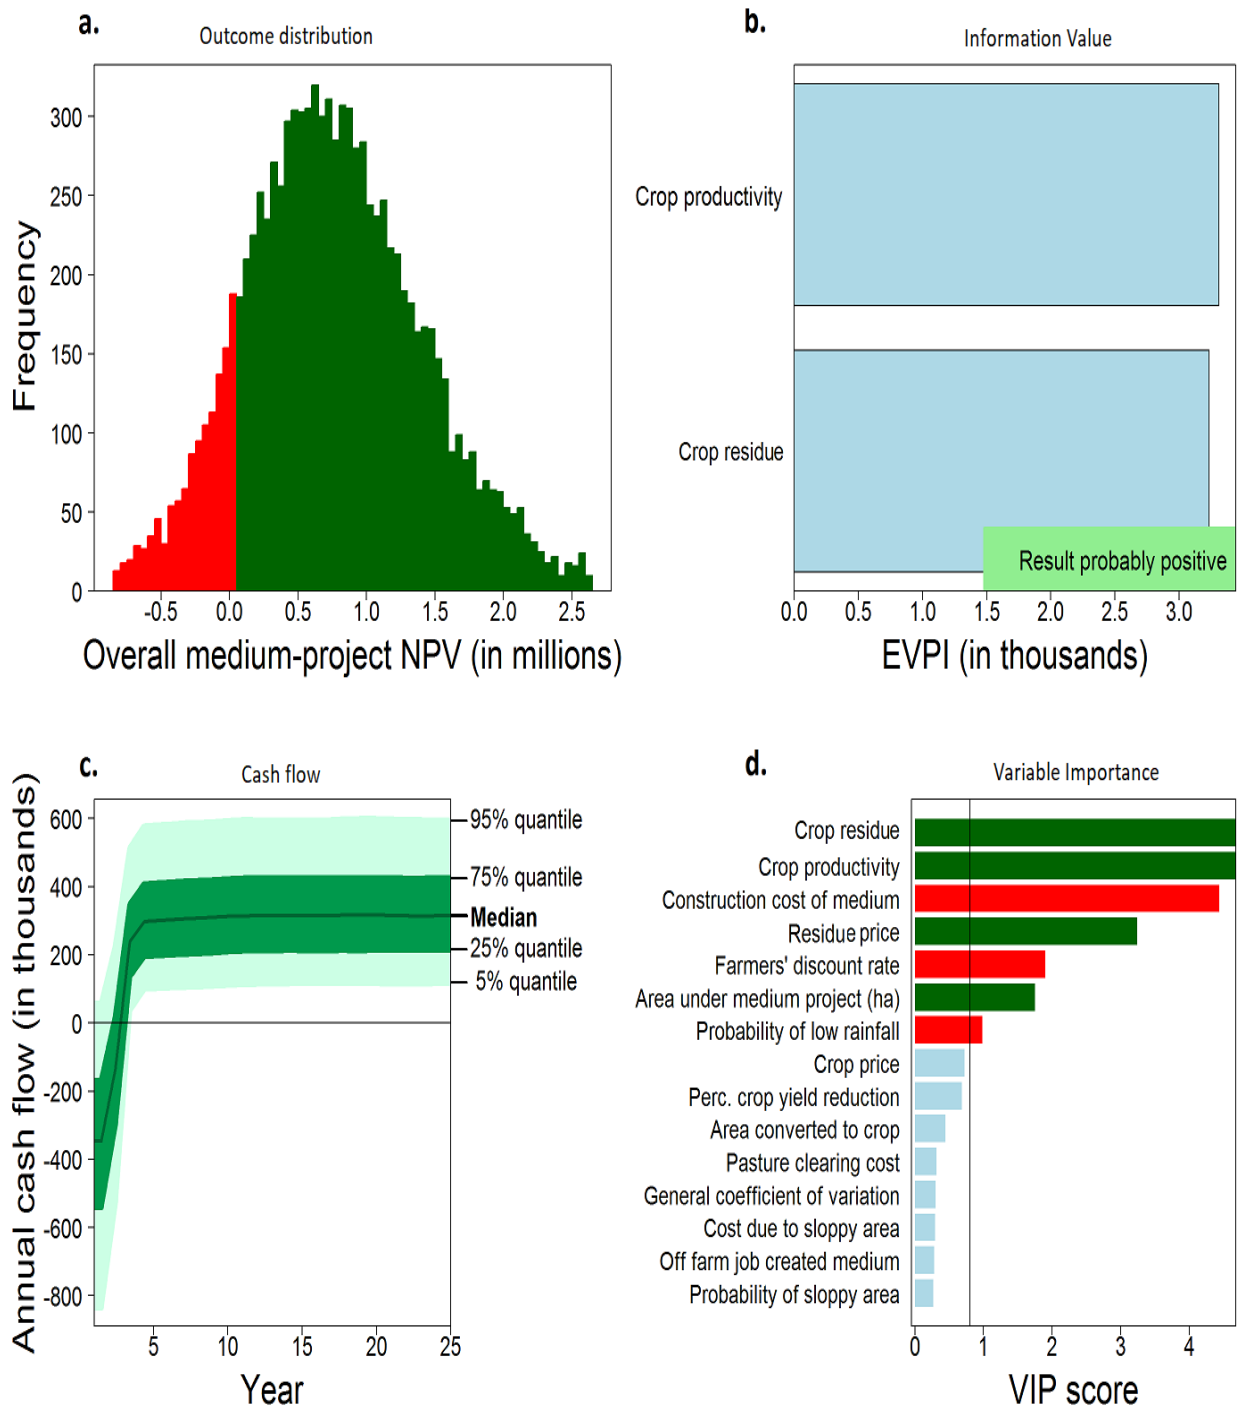 a.
Outcome distribution
Frequency
300
250
200
150
100
50
0
-0.5 0.0 0.5 1.0 1.5 2.0 2.5
Overall medium-project NPV (in millions)
b.
Information Value
Crop productivity
Crop residue
Result probably positive
0.0 0.5 1.0 1.5 2.0 2.5 3.0
EVPI (in thousands)
c.
Cash flow
Annual cash flow (in thousands)
600
400
200
0
-200
-400
-600
-800
95% quantile
75% quantile
Median
25% quantile
5% quantile
5 10 15 20 25
Year
d.
Variable Importance
Crop residue
Crop productivity
Construction cost of medium
Residue price
Farmers' discount rate
Area under medium project (ha)
Probability of low rainfall
Crop price
Perc. crop yield reduction
Area converted to crop
Pasture clearing cost
General coefficient of variation
Cost due to sloppy area
Off farm job created medium
Probability of sloppy area
0 1 2 3 4
VIP score